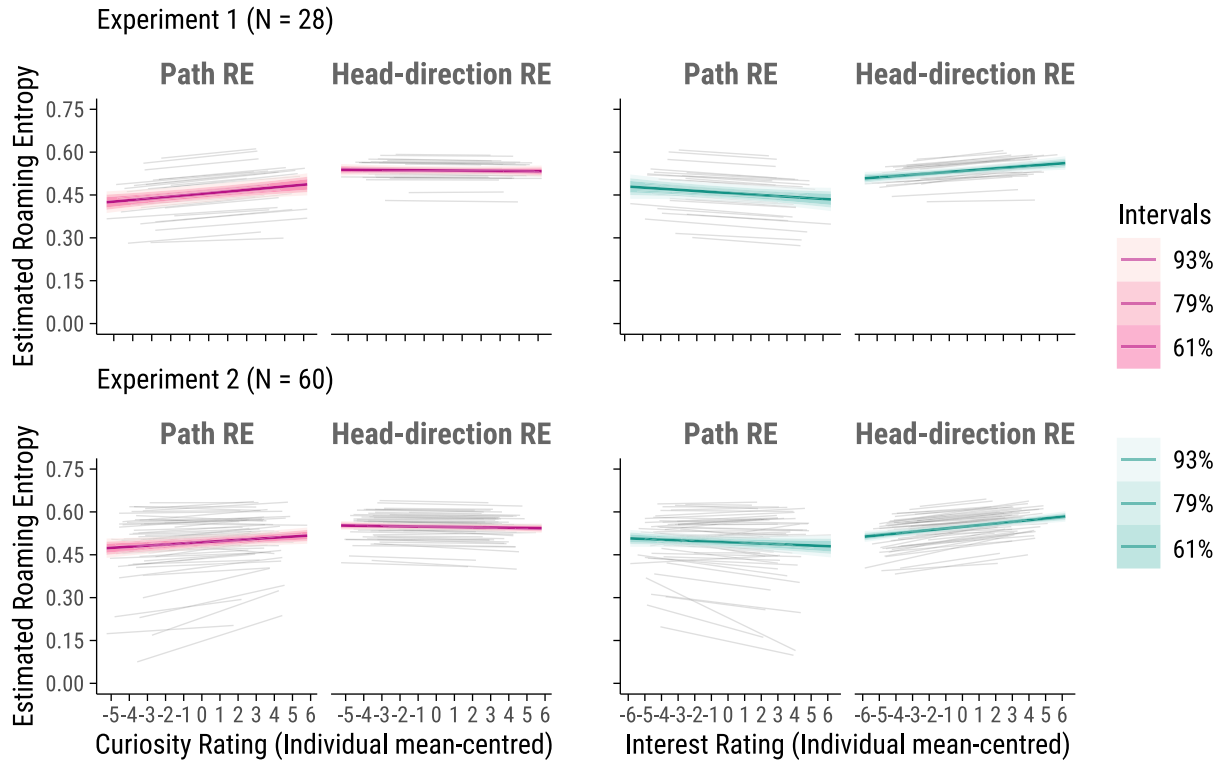 Experiment 1 (N = 28)
Path RE
Head-direction RE
Path RE
Head-direction RE
Estimated Roaming Entropy
0.75
0.60
0.45
0.30
0.15
0.00
Intervals
93%
79%
61%
Experiment 2 (N = 60)
Path RE
Head-direction RE
Path RE
Head-direction RE
Estimated Roaming Entropy
0.75
0.60
0.45
0.30
0.15
0.00
93%
79%
61%
-5 -4 -3 -2 -1 0 1 2 3 4 5 6
-5 -4 -3 -2 -1 0 1 2 3 4 5 6
-6 -5 -4 -3 -2 -1 0 1 2 3 4 5 6
-6 -5 -4 -3 -2 -1 0 1 2 3 4 5 6
Curiosity Rating (Individual mean-centred)
Interest Rating (Individual mean-centred)